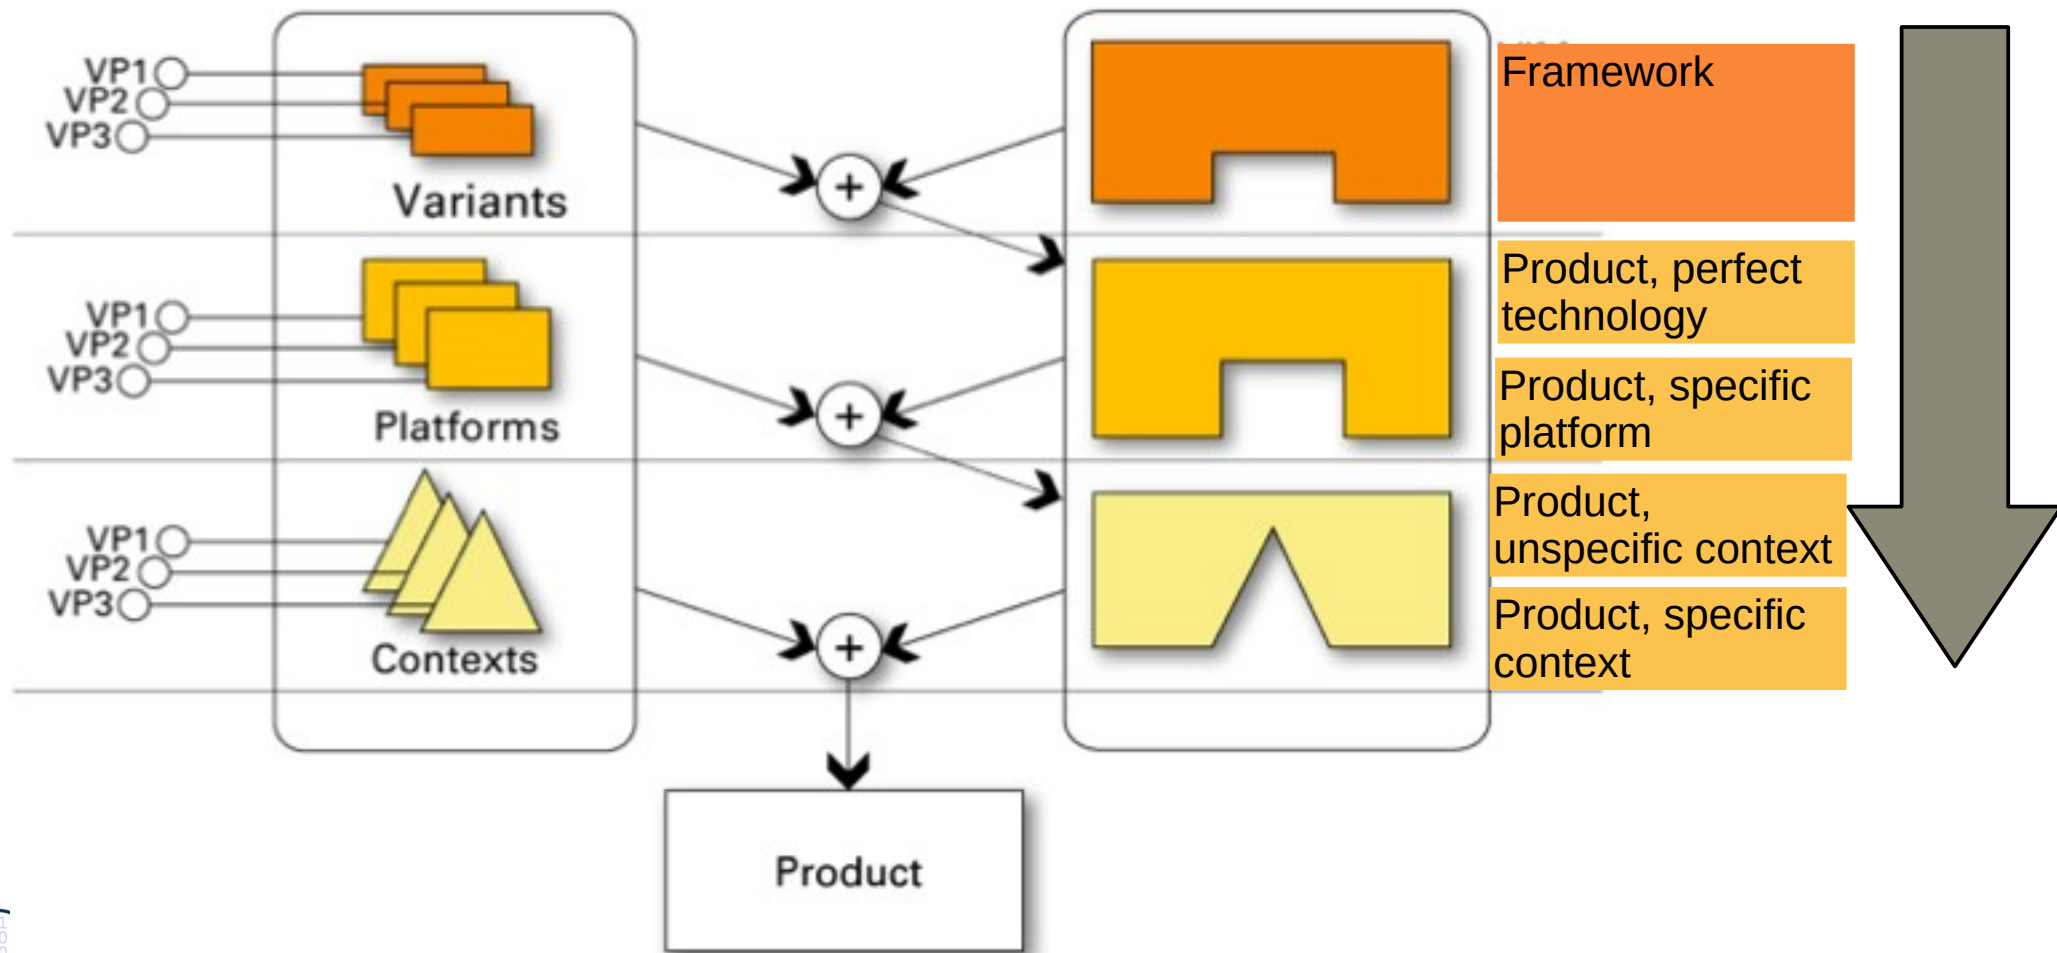 VP1
VP2
VP3
Variants
+
Framework
VP1
VP2
VP3
Platforms
+
Product, perfect
technology
Product, specific
platform
VP1
VP2
VP3
Contexts
+
Product,
unspecific context
Product, specific
context
Product